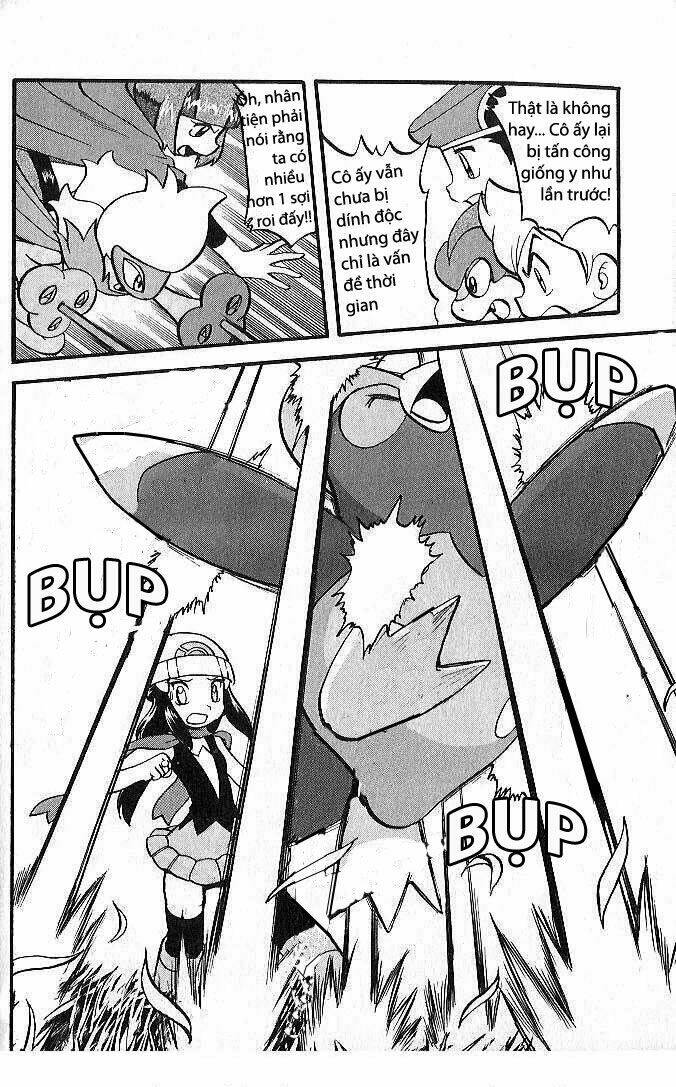 Thật là không
hay... Cô ấy lại
bị tấn công
giống y như
lần trước!
Cô ấy vẫn
chưa bị
dính độc
nhưng đây
chỉ là vấn
đề thời
gian
Oh, nhân
tiện phải
nói rằng
ta có
nhiều
hơn 1 sợi
roi đấy!!
BỤP
BỤP
BỤP